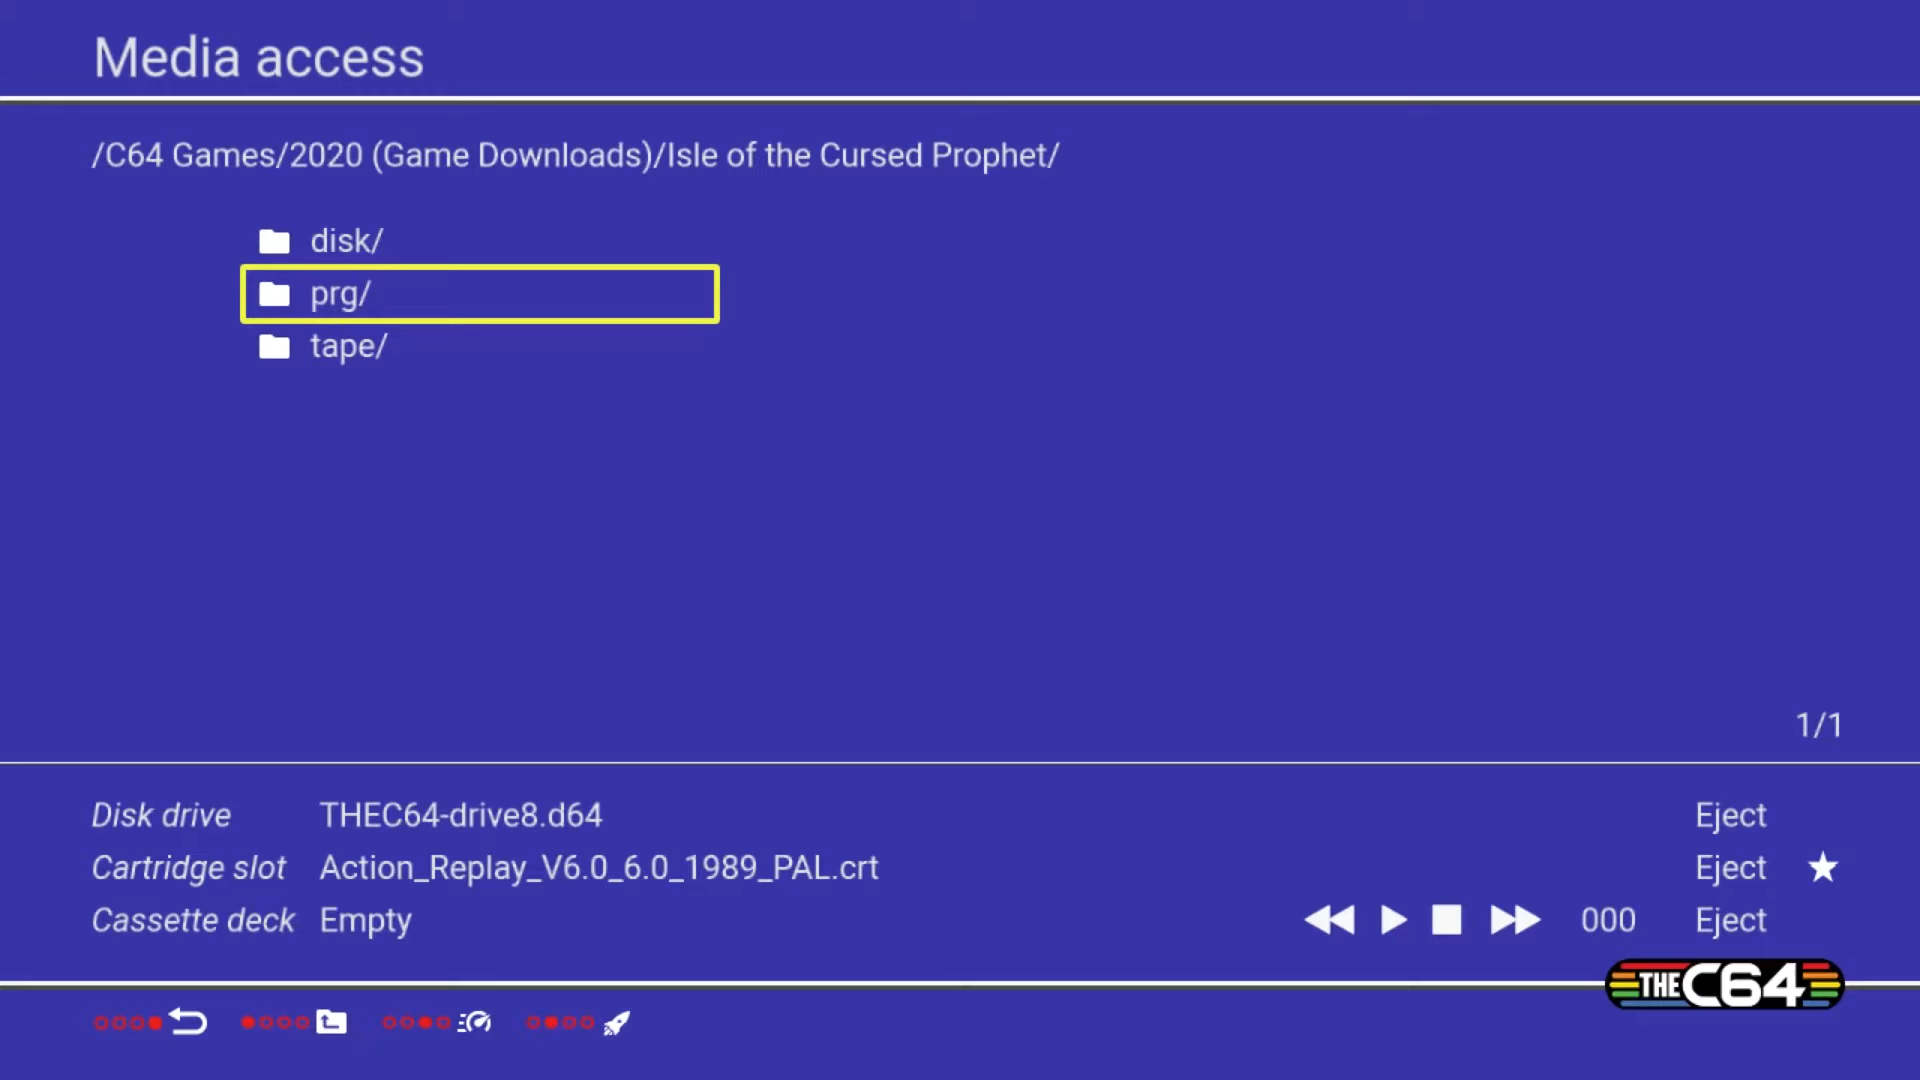 Media access
/C64 Games/2020 (Game Downloads)/Isle of the Cursed Prophet/
disk/
prg/
tape/
1/1
Disk drive THEC64-drive8.d64 Eject
Cartridge slot Action_Replay_V6.0_6.0_1989_PAL.crt Eject
Cassette deck Empty 000 Eject
THE C64